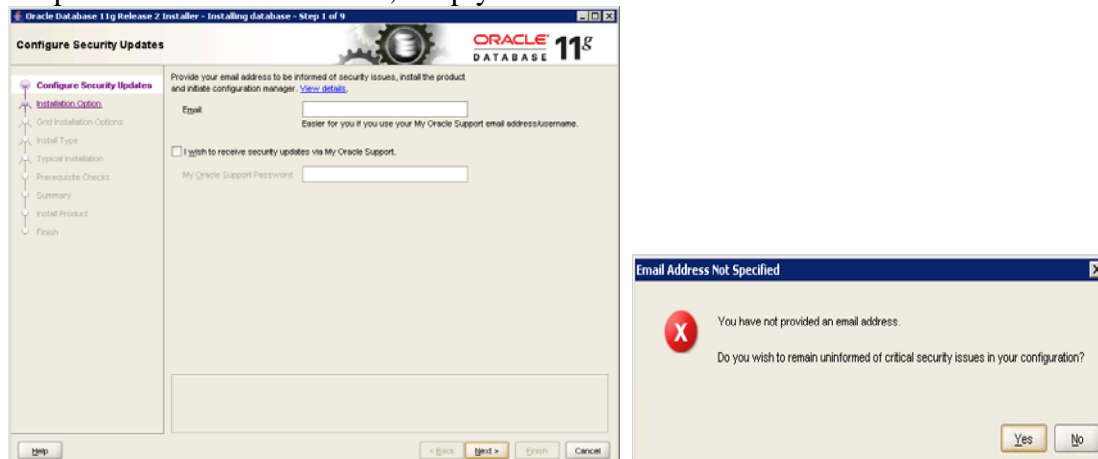 Oracle Database 11g Release 2 Installer - Installing database - Step 1 of 9
Configure Security Updates
ORACLE 11g
DATABASE
Configure Security Updates
Installation Option
Grid Installation Options
Install Type
Typical Installation
Prerequisite Checks
Summary
Install Product
Finish
Provide your email address to be informed of security issues, install the product
and initiate configuration manager. View details.
Email:
Easier for you if you use your My Oracle Support email address/username.
I wish to receive security updates via My Oracle Support.
My Oracle Support Password:
Help
< Back
Next >
Finish
Cancel
Email Address Not Specified
You have not provided an email address.
Do you wish to remain uninformed of critical security issues in your configuration?
Yes
No